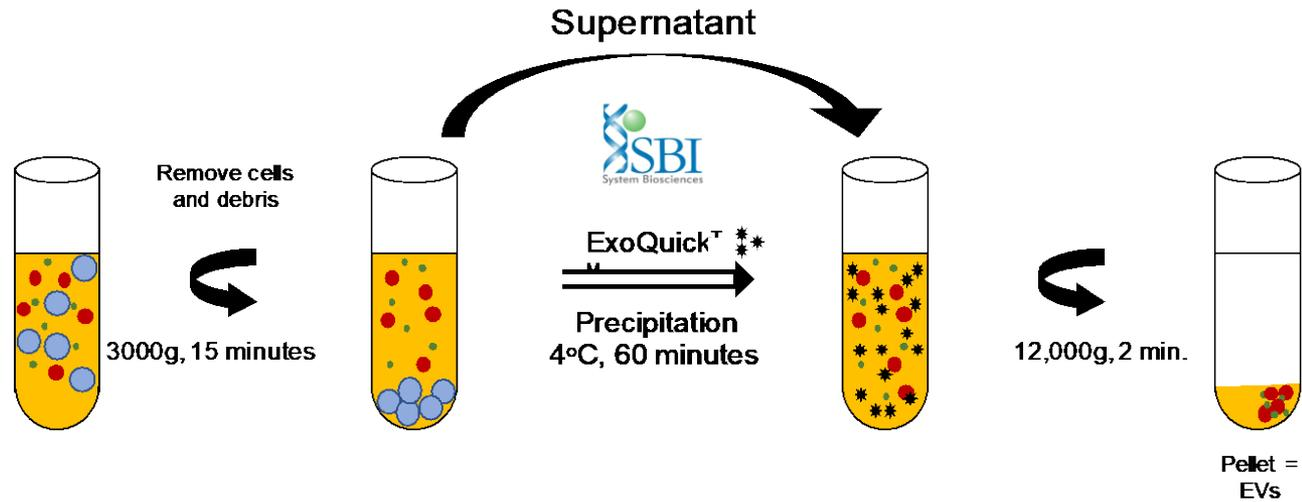 Supernatant
SBI
System Biosciences
Remove cells
and debris
3000g, 15 minutes
ExoQuick™
Precipitation
4°C, 60 minutes
12,000g, 2 min.
Pellet =
EVs